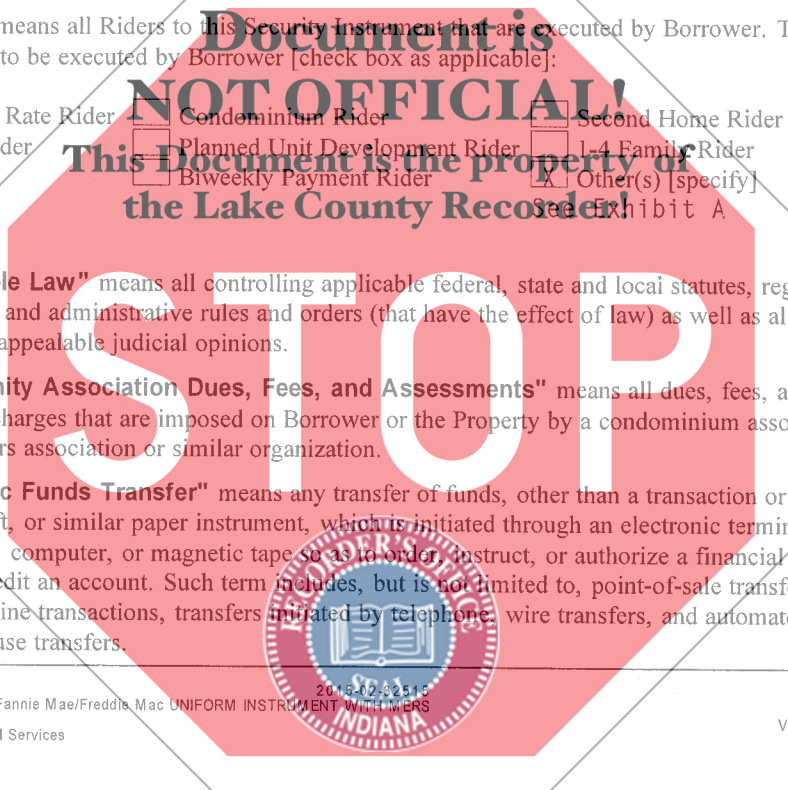 means all Riders to this Security Instrument that are executed by Borrower. T
Document is
to be executed by Borrower [check box as applicable]:
NOT OFFICIAL!
Rate Rider Condominium Rider Second Home Rider
der Planned Unit Development Rider 1-4 Family Rider
This Document is the property of
Biweekly Payment Rider X Other(s) [specify]
the Lake County Recorder!
See Exhibit A
le Law" means all controlling applicable federal, state and local statutes, reg
and administrative rules and orders (that have the effect of law) as well as al
appealable judicial opinions.
STOP
nity Association Dues, Fees, and Assessments" means all dues, fees, a
charges that are imposed on Borrower or the Property by a condominium asso
rs association or similar organization.
c Funds Transfer" means any transfer of funds, other than a transaction or
ft, or similar paper instrument, which is initiated through an electronic termin
computer, or magnetic tape so as to order, instruct, or authorize a financial
edit an account. Such term includes, but is not limited to, point-of-sale transfe
ine transactions, transfers initiated by telephone, wire transfers, and automate
use transfers.
RECORDER'S OFFICE
SEAL
INDIANA
2015-02-32515
Fannie Mae/Freddie Mac UNIFORM INSTRUMENT WITH MERS
l Services
V